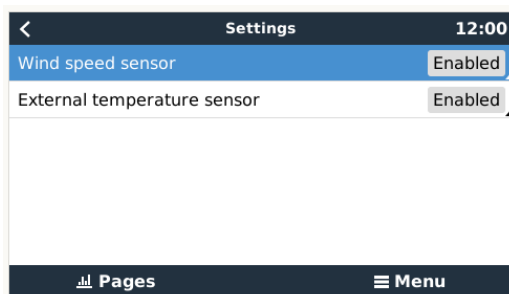 Settings 12:00
Wind speed sensor Enabled
External temperature sensor Enabled
Pages Menu